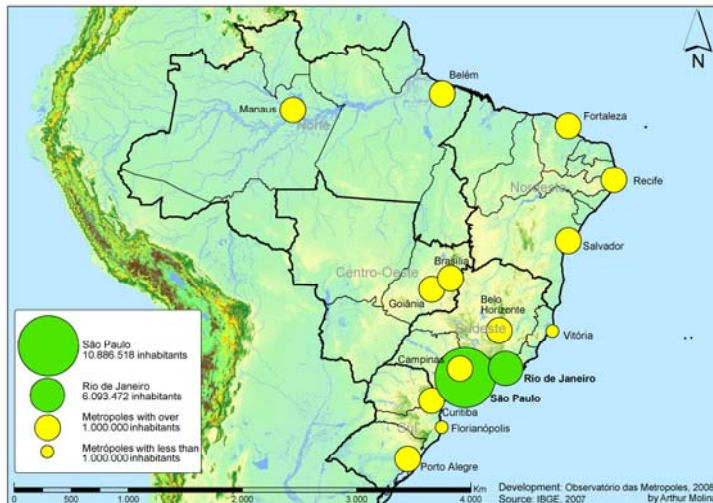 N
Belém
Manaus
Norte
Fortaleza
Nordeste
Recife
Salvador
Brasília
Centro-Oeste
Goiânia
Belo
Horizonte
Sudeste
Vitória
Campinas
Rio de Janeiro
São Paulo
Curitiba
Florianópolis
Sul
Porto Alegre
São Paulo
10.886.518 inhabitants
Rio de Janeiro
6.093.472 inhabitants
Metropoles with over
1.000.000 inhabitants
Metrópoles with less than
1.000.000 inhabitants
0 500 1.000 2.000 3.000 4.000 Km
Development: Observatório das Metropoles, 2008
Source: IBGE, 2007 by Arthur Molina